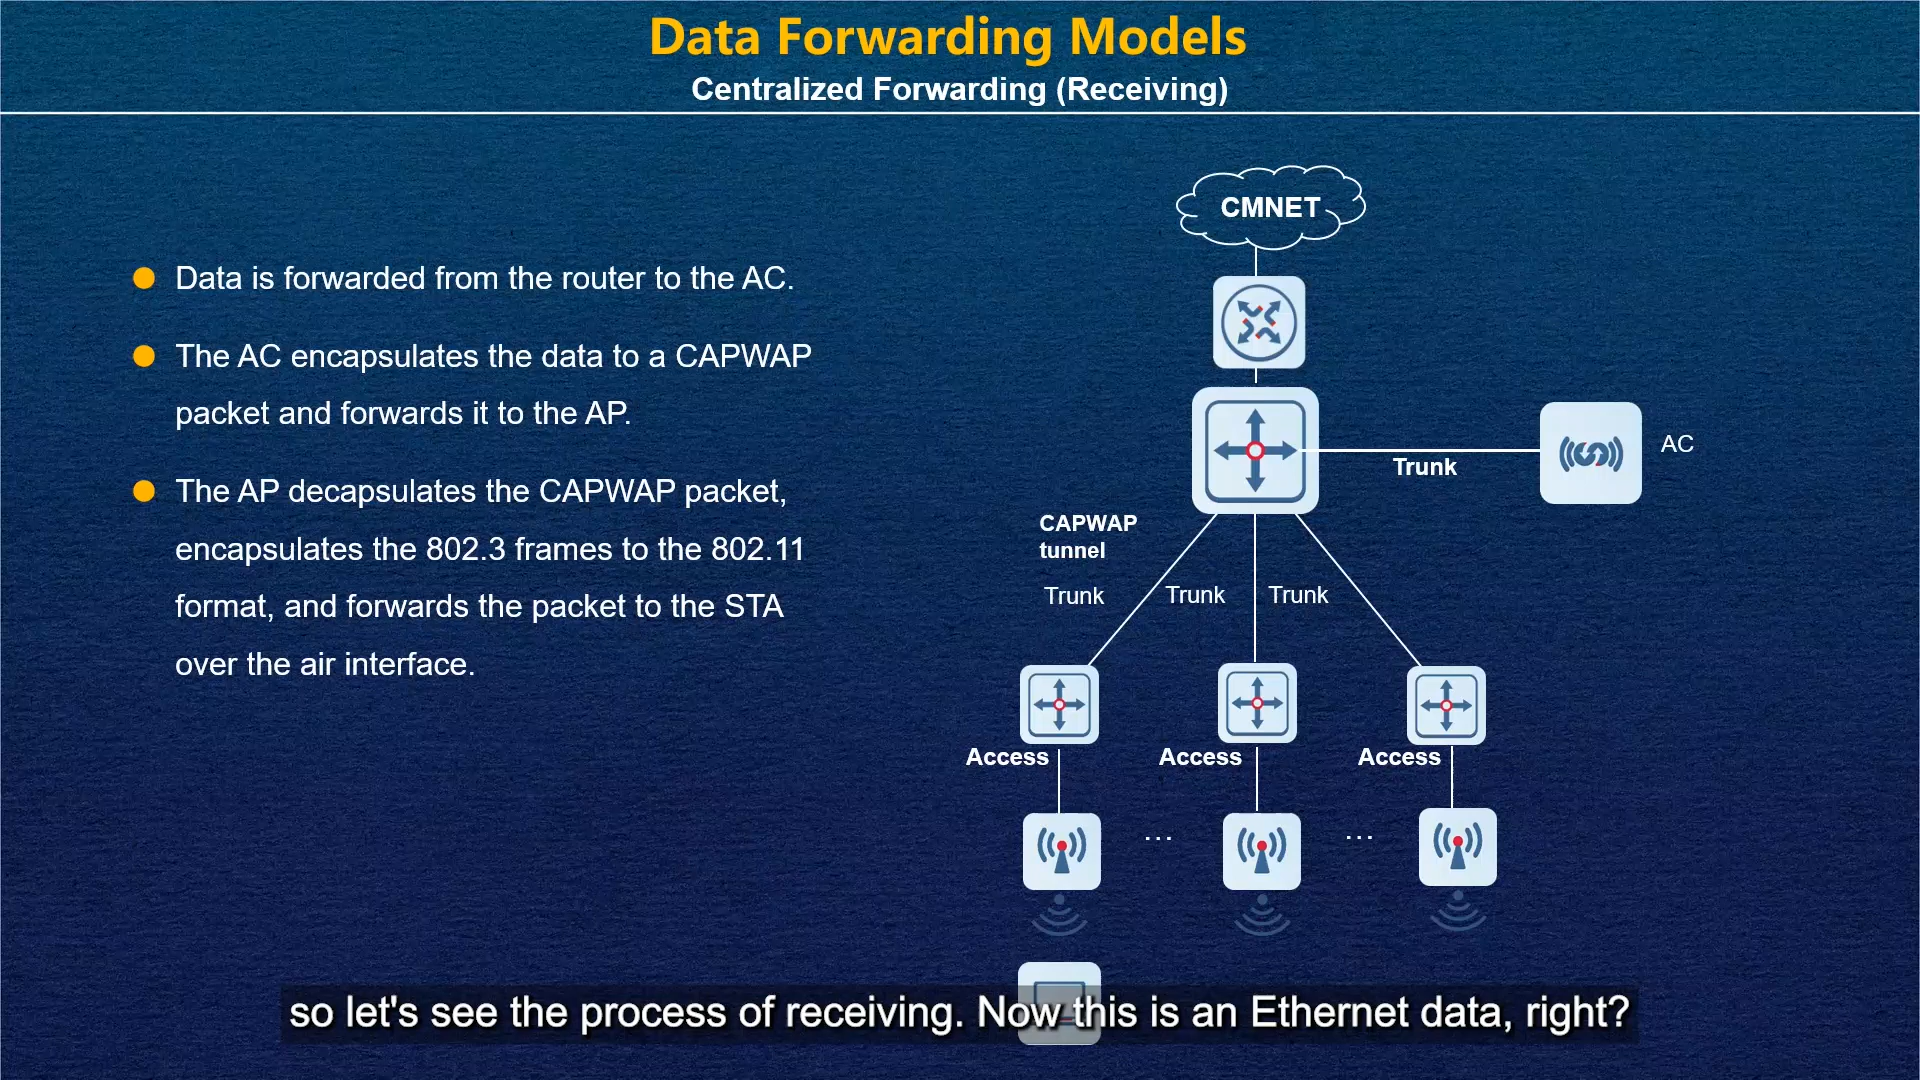 Data Forwarding Models
Centralized Forwarding (Receiving)
CMNET
Data is forwarded from the router to the AC.
The AC encapsulates the data to a CAPWAP
packet and forwards it to the AP.
The AP decapsulates the CAPWAP packet,
encapsulates the 802.3 frames to the 802.11
format, and forwards the packet to the STA
over the air interface.
AC
Trunk
CAPWAP
tunnel
Trunk Trunk Trunk
Access Access Access
... ...
so let's see the process of receiving. Now this is an Ethernet data, right?